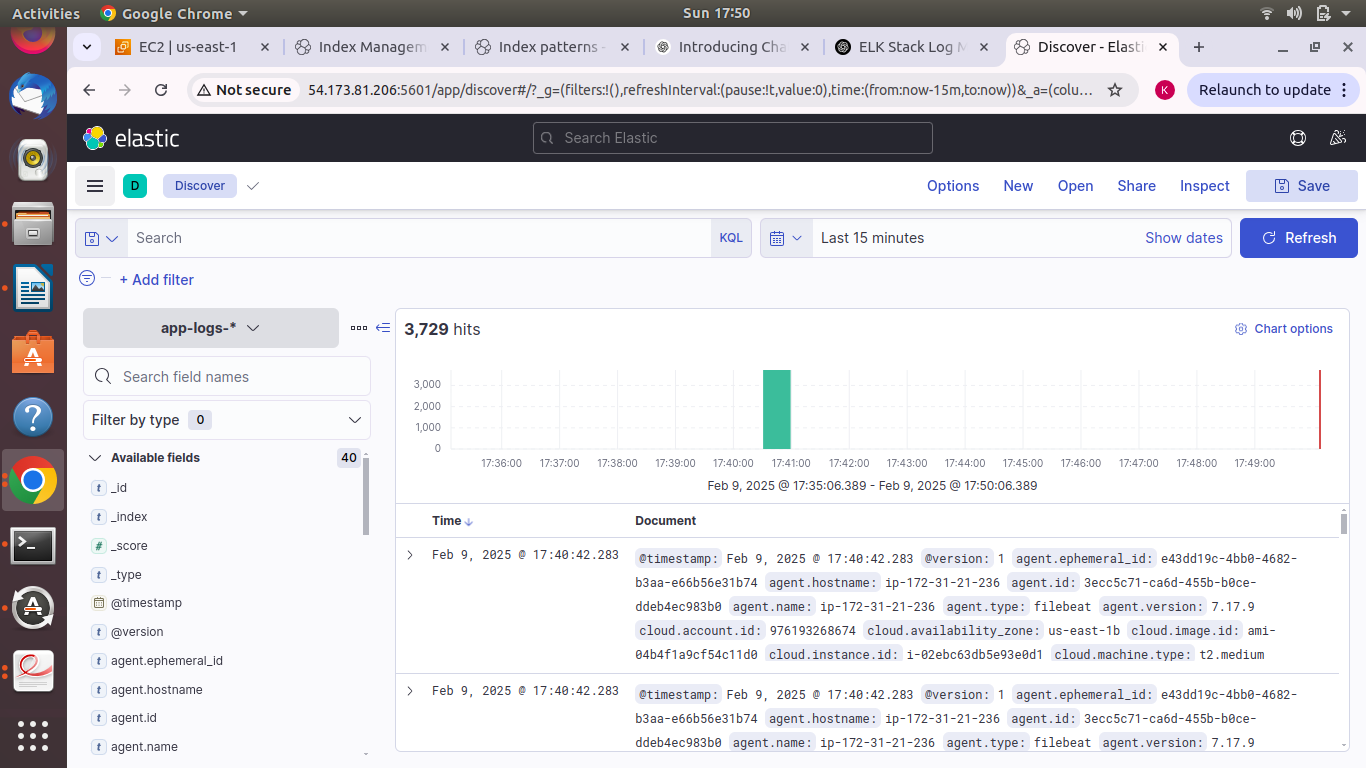 Activities Google Chrome Sun 17:50
EC2 | us-east-1 Index Managem Index patterns - Introducing Cha ELK Stack Log M Discover - Elasti
Not secure 54.173.81.206:5601/app/discover#/?_g=(filters:!(),refreshInterval:(pause:!t,value:0),time:(from:now-15m,to:now))&_a=(colu... K Relaunch to update
elastic Search Elastic
D Discover Options New Open Share Inspect Save
Search KQL Last 15 minutes Show dates Refresh
+ Add filter
app-logs-*
3,729 hits Chart options
Search field names
Filter by type 0
Available fields 40
t _id
t _index
# _score
t _type
@timestamp
t @version
t agent.ephemeral_id
t agent.hostname
t agent.id
t agent.name
3,000
2,000
1,000
0
17:36:00 17:37:00 17:38:00 17:39:00 17:40:00 17:41:00 17:42:00 17:43:00 17:44:00 17:45:00 17:46:00 17:47:00 17:48:00 17:49:00
Feb 9, 2025 @ 17:35:06.389 - Feb 9, 2025 @ 17:50:06.389
Time Document
Feb 9, 2025 @ 17:40:42.283 @timestamp: Feb 9, 2025 @ 17:40:42.283 @version: 1 agent.ephemeral_id: e43dd19c-4bb0-4682-
b3aa-e66b56e31b74 agent.hostname: ip-172-31-21-236 agent.id: 3ecc5c71-ca6d-455b-b0ce-
ddeb4ec983b0 agent.name: ip-172-31-21-236 agent.type: filebeat agent.version: 7.17.9
cloud.account.id: 976193268674 cloud.availability_zone: us-east-1b cloud.image.id: ami-
04b4f1a9cf54c11d0 cloud.instance.id: i-02ebc63db5e93e0d1 cloud.machine.type: t2.medium
Feb 9, 2025 @ 17:40:42.283 @timestamp: Feb 9, 2025 @ 17:40:42.283 @version: 1 agent.ephemeral_id: e43dd19c-4bb0-4682-
b3aa-e66b56e31b74 agent.hostname: ip-172-31-21-236 agent.id: 3ecc5c71-ca6d-455b-b0ce-
ddeb4ec983b0 agent.name: ip-172-31-21-236 agent.type: filebeat agent.version: 7.17.9